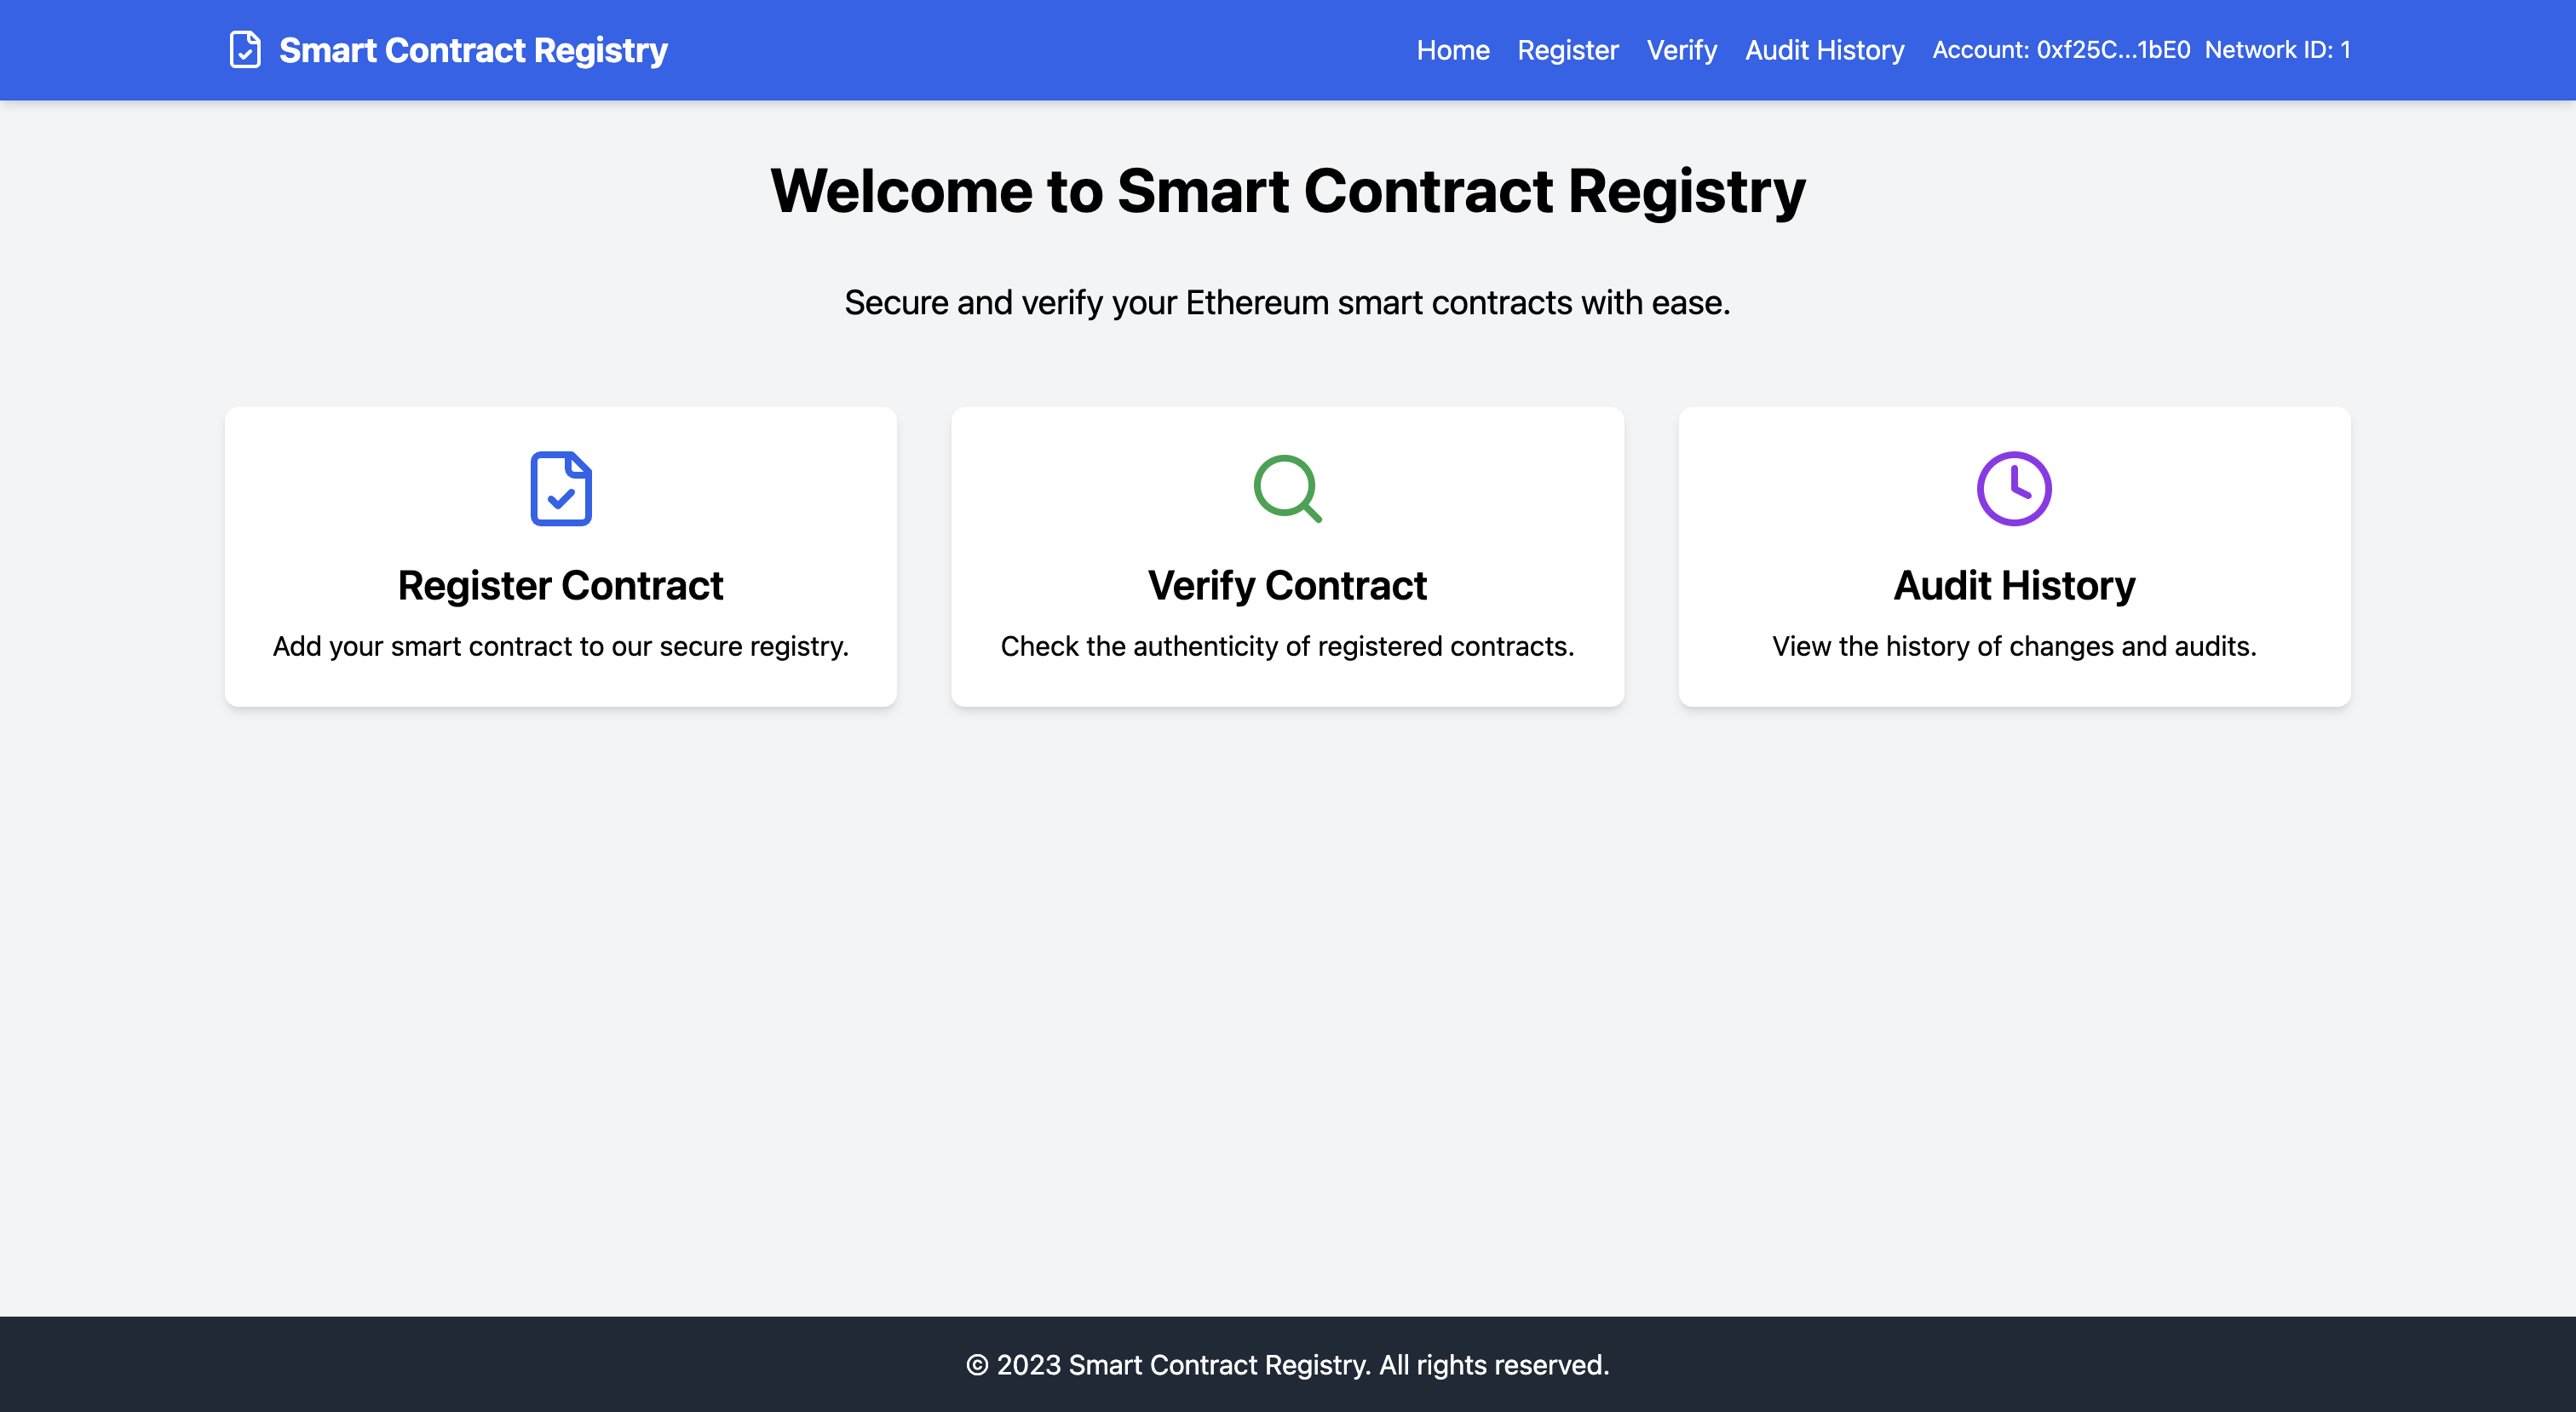 Smart Contract Registry
Home Register Verify Audit History Account: 0xf25C...1bE0 Network ID: 1
Welcome to Smart Contract Registry
Secure and verify your Ethereum smart contracts with ease.
Register Contract
Add your smart contract to our secure registry.
Verify Contract
Check the authenticity of registered contracts.
Audit History
View the history of changes and audits.
© 2023 Smart Contract Registry. All rights reserved.